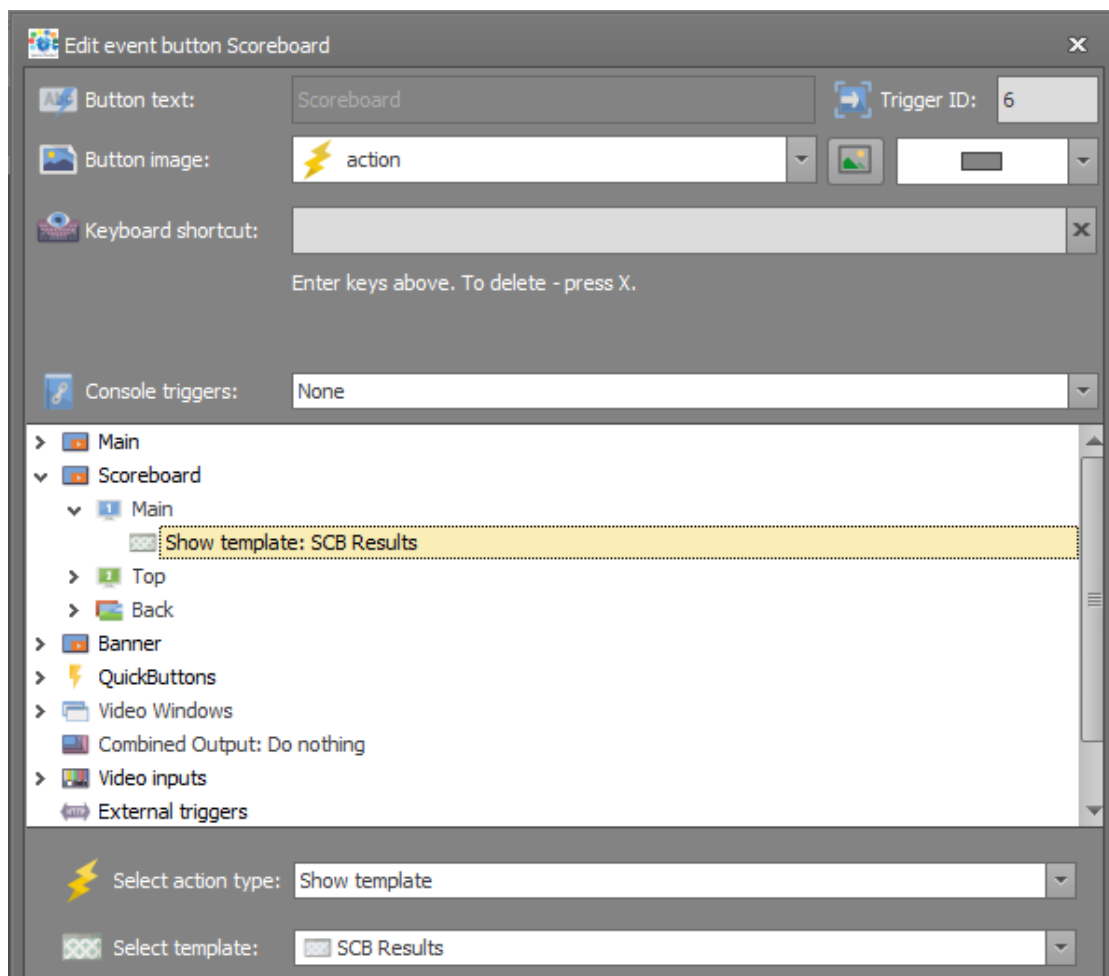 Edit event button Scoreboard
Button text: Scoreboard Trigger ID: 6
Button image: action
Keyboard shortcut:
Enter keys above. To delete - press X.
Console triggers: None
Main
Scoreboard
1 Main
Show template: SCB Results
2 Top
Back
Banner
QuickButtons
Video Windows
Combined Output: Do nothing
Video inputs
External triggers
Select action type: Show template
Select template: SCB Results